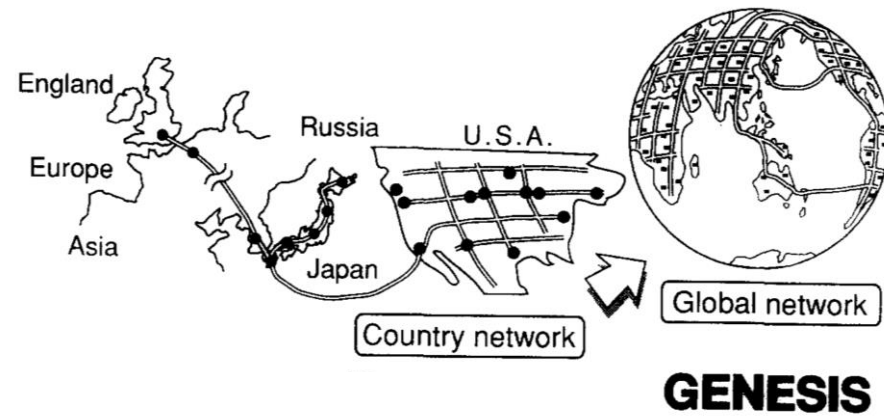 England
Europe
Asia
Russia
Japan
U.S.A.
Country network
Global network
GENESIS